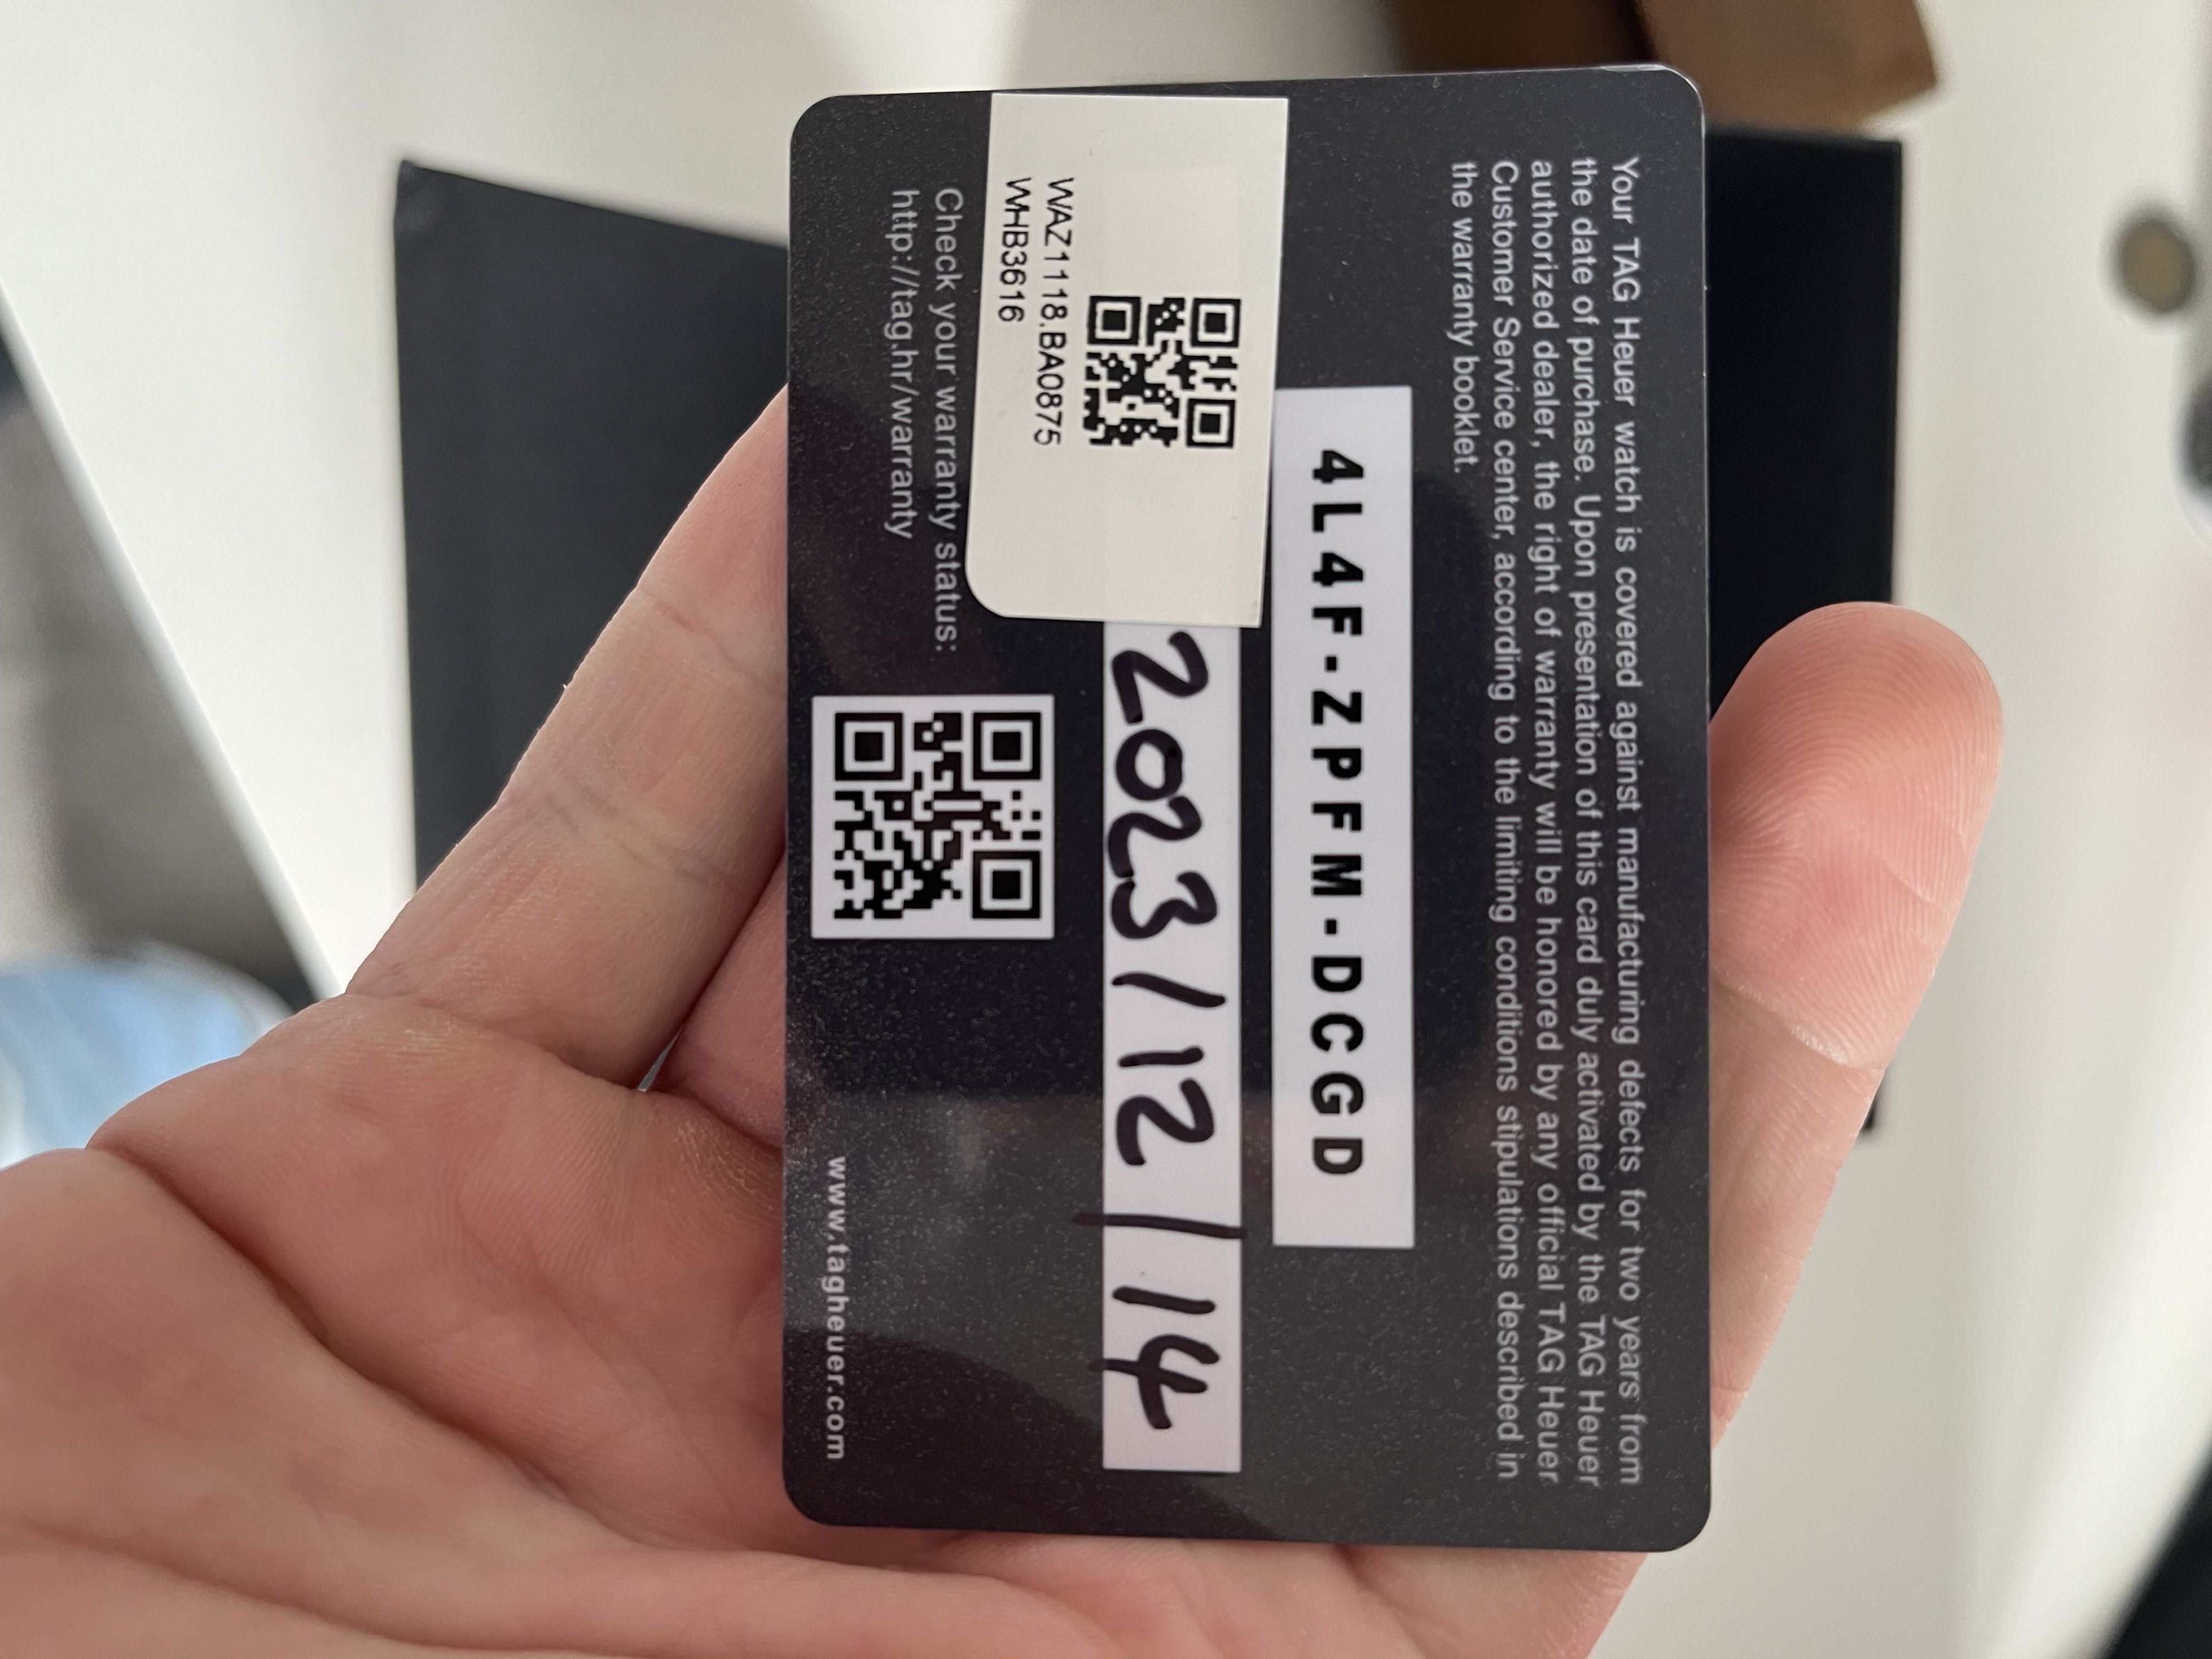 Your TAG Heuer watch is covered against manufacturing defects for two years from
the date of purchase. Upon presentation of this card duly activated by the TAG Heuer
authorized dealer, the right of warranty will be honored by any official TAG Heuer
Customer Service center, according to the limiting conditions stipulations described in
the warranty booklet.
4L4F-ZPFM-DCGD
2023/12/14
WAZ1118.BA0875
WHB3616
Check your warranty status:
http://tag.hr/warranty
www.tagheuer.com